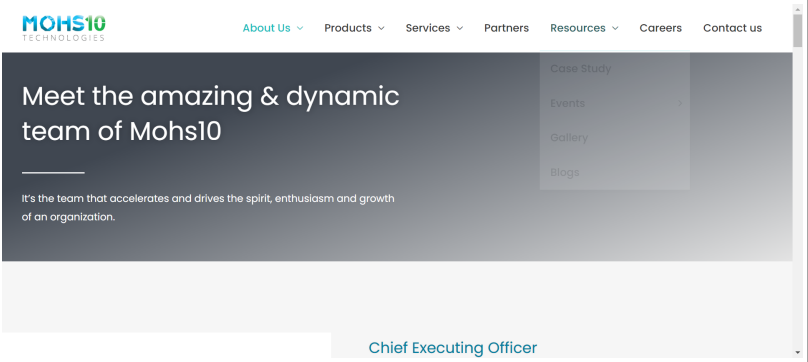 MOHS10
TECHNOLOGIES
About Us Products Services Partners Resources Careers Contact us
Case Study
Events
Gallery
Blogs
Meet the amazing & dynamic
team of Mohs10
It's the team that accelerates and drives the spirit, enthusiasm and growth
of an organization.
Chief Executing Officer